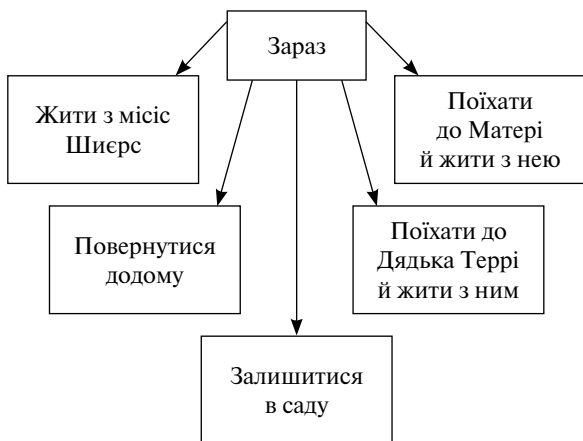 Зараз
Жити з місіс
Шиєрс
Поїхати
до Матері
й жити з нею
Повернутися
додому
Поїхати до
Дядька Террі
й жити з ним
Залишитися
в саду